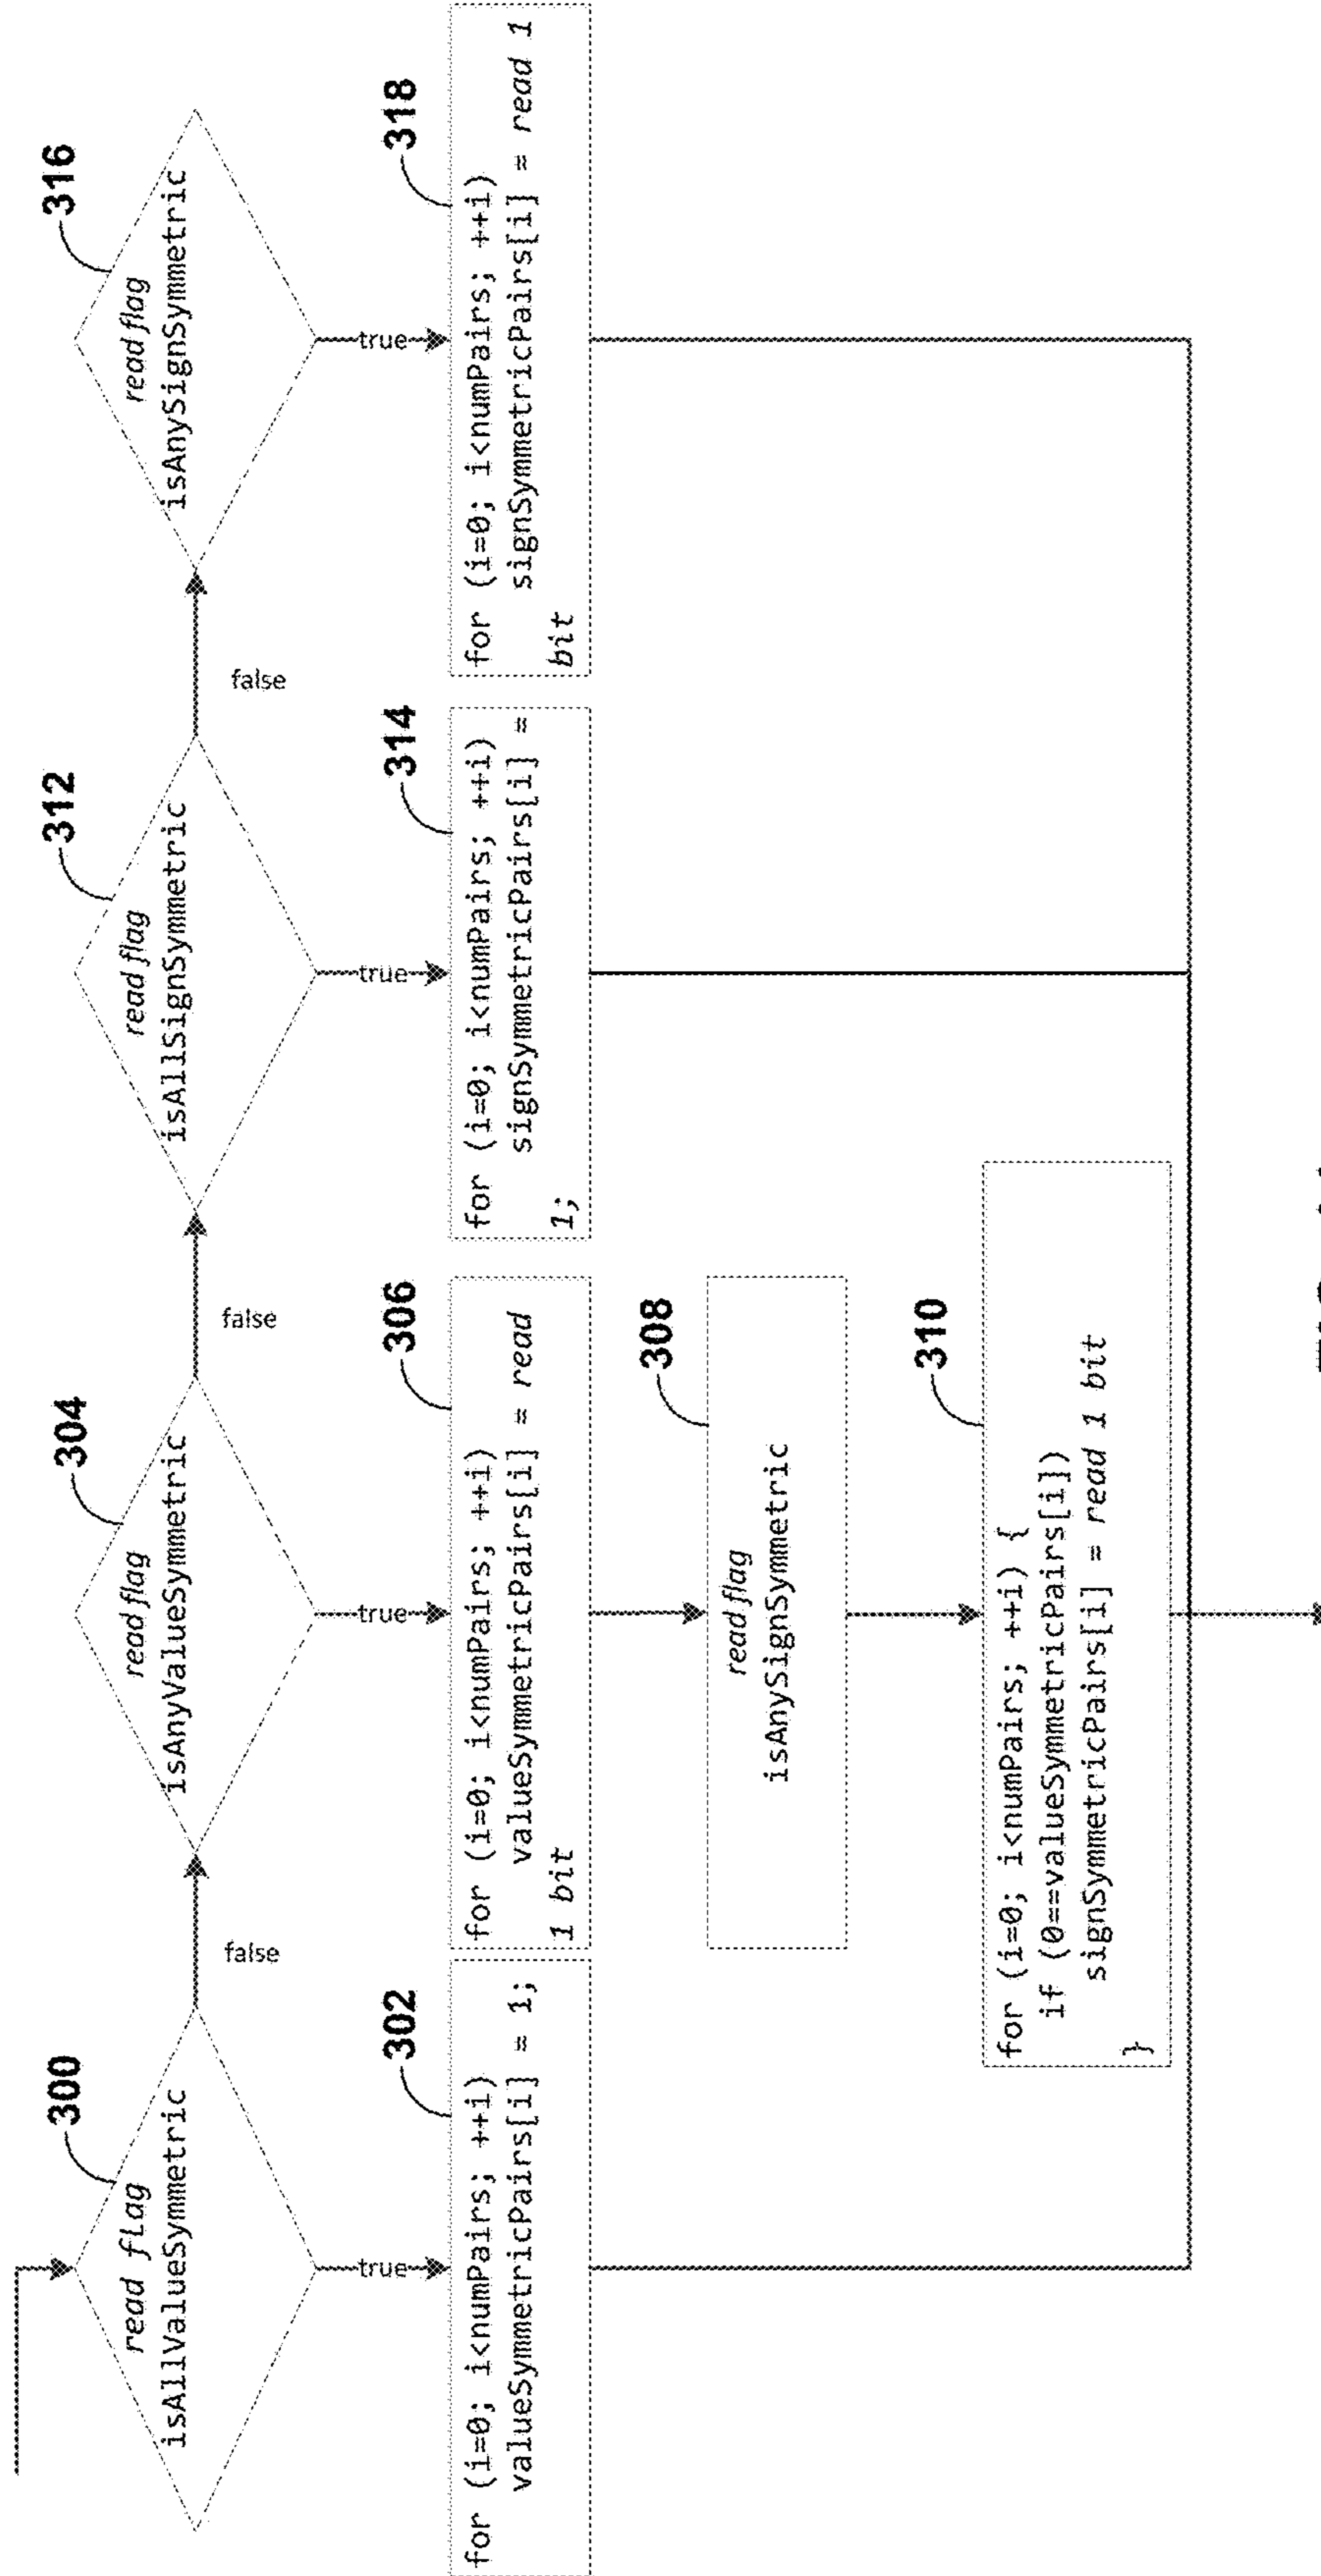 300
read flag
isAllValueSymmetric
true
false
302
for (i=0; i<numPairs; ++i)
valueSymmetricPairs[i] = 1;
304
read flag
isAnyValueSymmetric
true
false
306
for (i=0; i<numPairs; ++i)
valueSymmetricPairs[i] = read
1 bit
308
read flag
isAnySignSymmetric
310
for (i=0; i<numPairs; ++i) {
if (0==valueSymmetricPairs[i])
signSymmetricPairs[i] = read 1 bit
}
312
read flag
isAllSignSymmetric
true
false
314
for (i=0; i<numPairs; ++i)
signSymmetricPairs[i] =
1;
316
read flag
isAnySignSymmetric
true
318
for (i=0; i<numPairs; ++i)
signSymmetricPairs[i] = read 1
bit